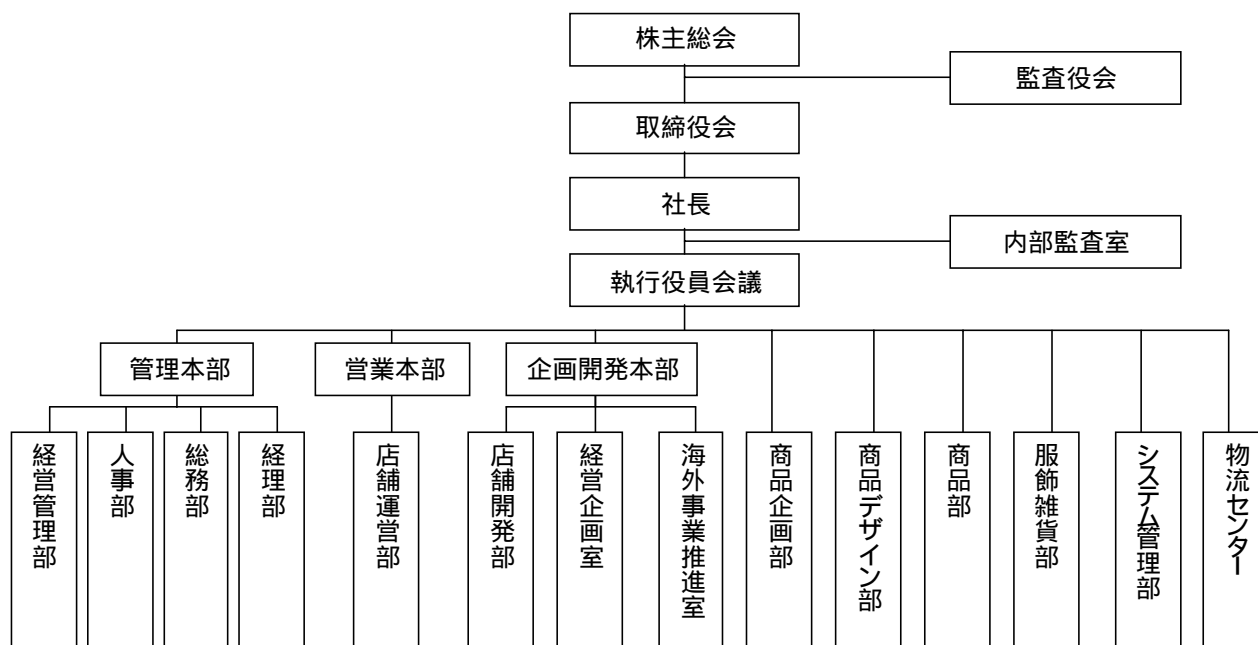 株主総会
監査役会
取締役会
社長
内部監査室
執行役員会議
管理本部
営業本部
企画開発本部
経営管理部
人事部
総務部
経理部
店舗運営部
店舗開発部
経営企画室
海外事業推進室
商品企画部
商品デザイン部
商品部
服飾雑貨部
システム管理部
物流センター